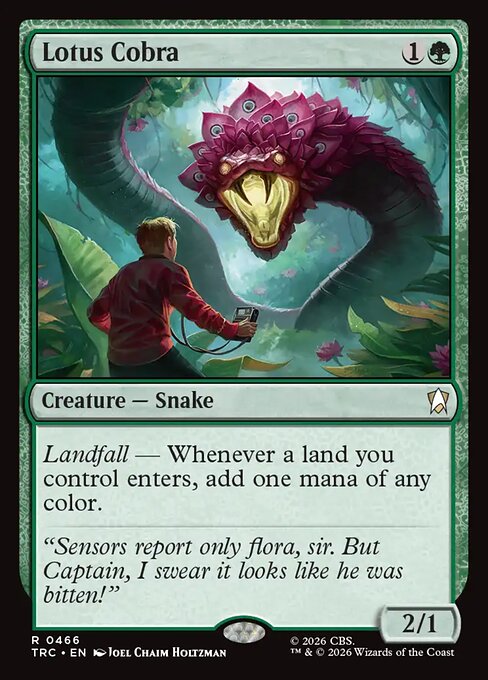 Lotus Cobra 1
Creature — Snake
Landfall — Whenever a land you
control enters, add one mana of any
color.
“Sensors report only flora, sir. But
Captain, I swear it looks like he was
bitten!”
2/1
R 0466
TRC • EN Joel Chaim Holtzman
© 2026 CBS.
™ & © 2026 Wizards of the Coast